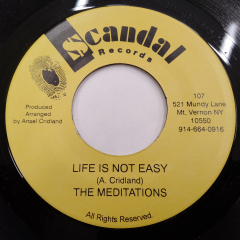 Scandal
Records
Produced
Arranged
by Ansel Cridland
107
521 Mundy Lane
Mt. Vernon NY
10550
914-664-0916
LIFE IS NOT EASY
(A. Cridland)
THE MEDITATIONS
All Rights Reserved.